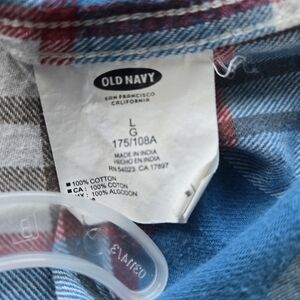 OLD NAVY
SAN FRANCISCO
CALIFORNIA
L
G
175/108A
MADE IN INDIA
HECHO EN INDIA
RN 54023 CA 17897
100% COTTON
CA: 100% COTON
100% ALGODON